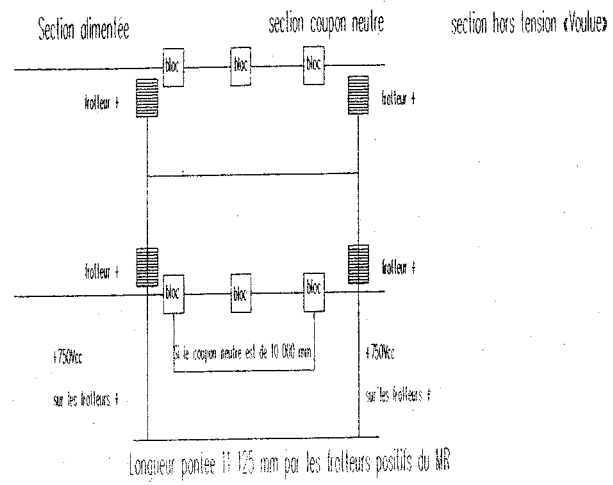 Section alimentée section coupon neutre section hors tension «Voulue»
bloc bloc bloc
frotteur + frotteur +
frotteur + frotteur +
bloc bloc bloc
+750Vcc Si le coupon neutre est de 10 000 mm +750Vcc
sur les frotteurs + sur les frotteurs +
Longueur pontée 11 125 mm par les frotteurs positifs du MR